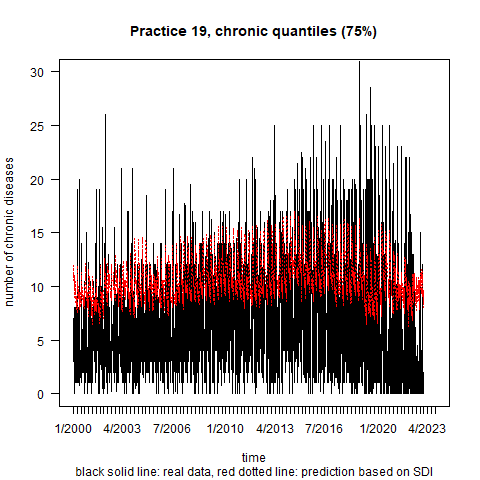 Practice 19, chronic quantiles (75%)
number of chronic diseases
30
25
20
15
10
5
0
1/2000 4/2003 7/2006 1/2010 4/2013 7/2016 1/2020 4/2023
time
black solid line: real data, red dotted line: prediction based on SDI